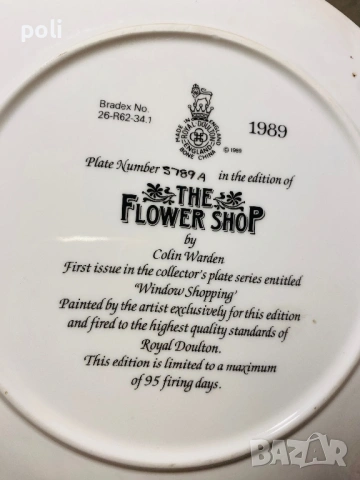 poli
Bradex No.
26-R62-34.1
MADE IN ENGLAND
ROYAL DOULTON
ENGLAND
BONE CHINA
© 1989
1989
Plate Number 5789A in the edition of
THE
FLOWER SHOP
by
Colin Warden
First issue in the collector's plate series entitled
'Window Shopping'
Painted by the artist exclusively for this edition
and fired to the highest quality standards of
Royal Doulton.
This edition is limited to a maximum
of 95 firing days.
BAZAR